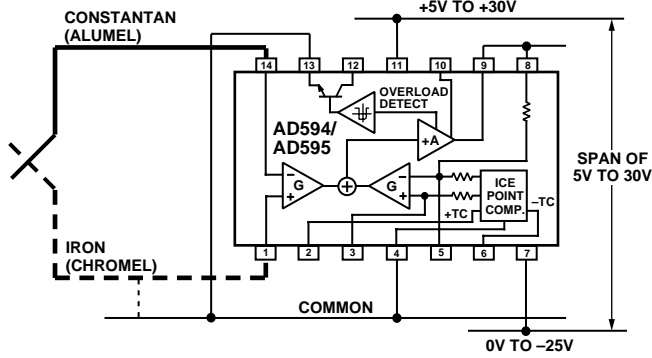 CONSTANTAN
(ALUMEL)
+5V TO +30V
14 13 12 11 10 9 8
OVERLOAD
DETECT
AD594/
AD595
+A
SPAN OF
5V TO 30V
– G +
– G +
ICE
POINT
COMP.
–TC
+TC
IRON
(CHROMEL)
1 2 3 4 5 6 7
COMMON
0V TO –25V